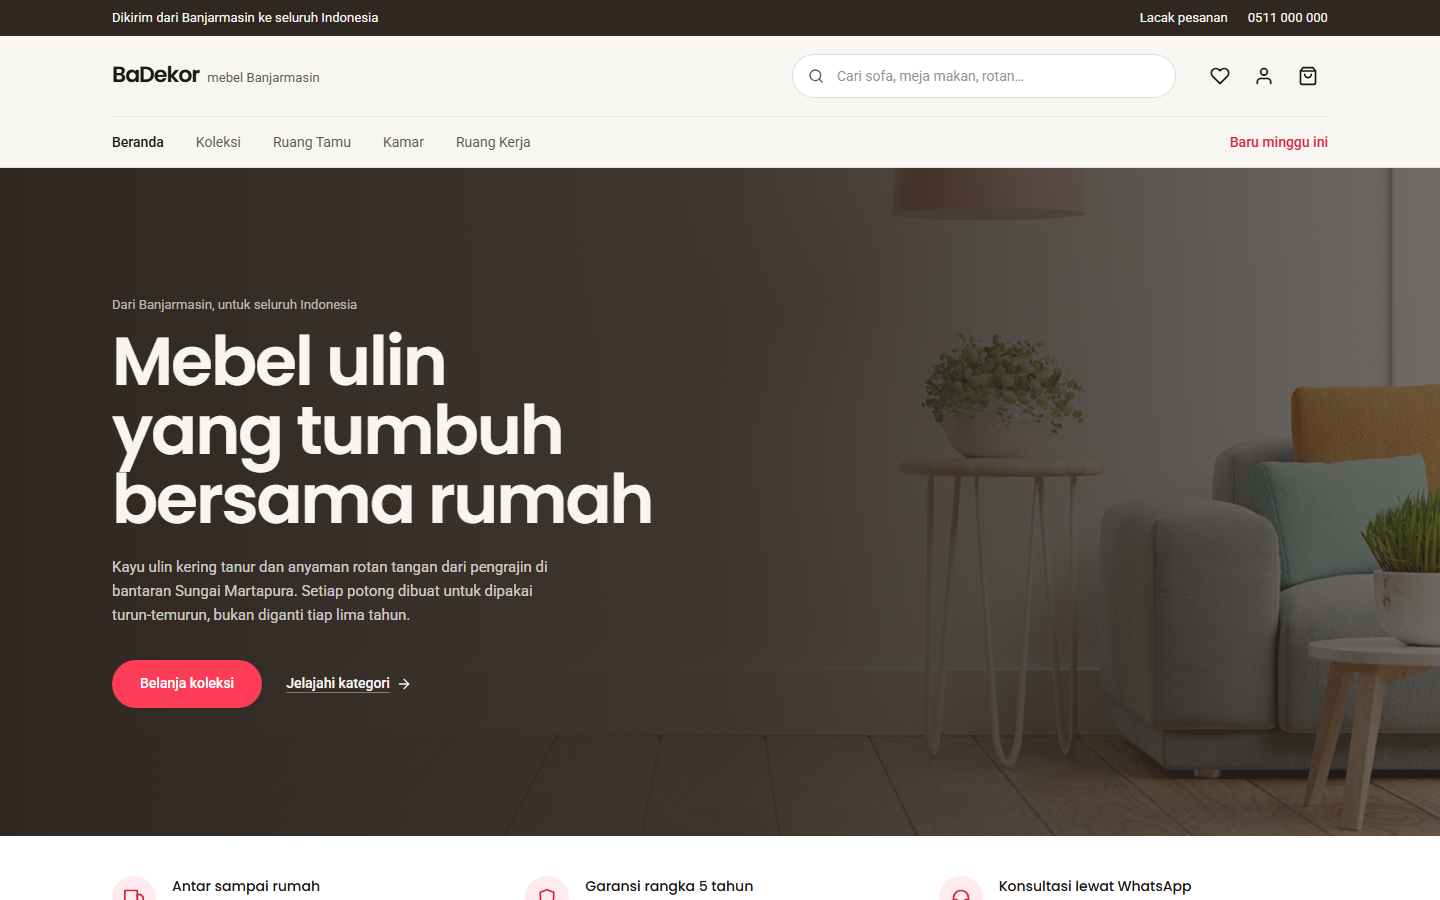 Dikirim dari Banjarmasin ke seluruh Indonesia
Lacak pesanan
0511 000 000
BaDekor mebel Banjarmasin
Cari sofa, meja makan, rotan...
Beranda
Koleksi
Ruang Tamu
Kamar
Ruang Kerja
Baru minggu ini
Dari Banjarmasin, untuk seluruh Indonesia
Mebel ulin
yang tumbuh
bersama rumah
Kayu ulin kering tanur dan anyaman rotan tangan dari pengrajin di
bantaran Sungai Martapura. Setiap potong dibuat untuk dipakai
turun-temurun, bukan diganti tiap lima tahun.
Belanja koleksi
Jelajahi kategori
Antar sampai rumah
Garansi rangka 5 tahun
Konsultasi lewat WhatsApp